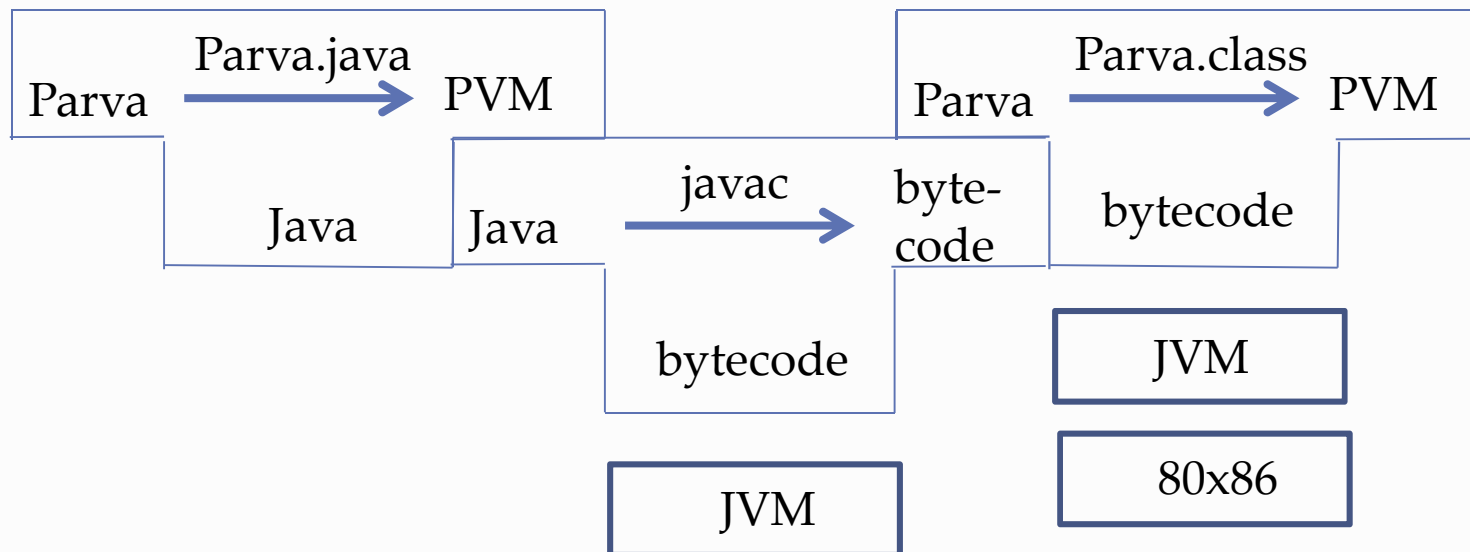 Parva.java
Parva PVM
Parva.class
Parva PVM
Java
Java
javac
byte-
code
bytecode
bytecode
JVM
80x86
JVM